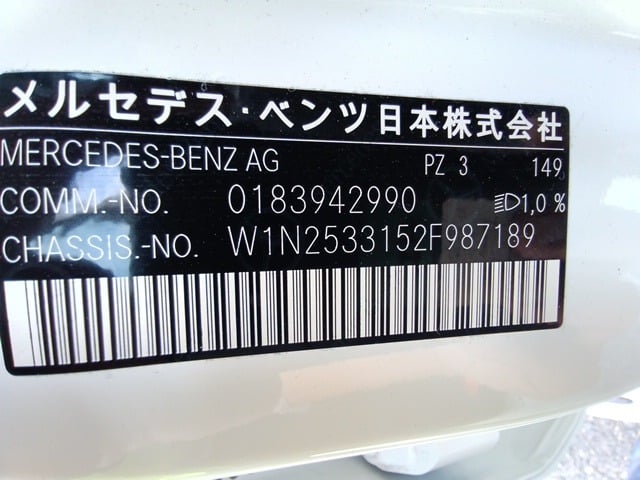 メルセデス・ベンツ日本株式会社
MERCEDES-BENZ AG PZ 3 149
COMM.-NO. 0183942990 1,0 %
CHASSIS.-NO. W1N2533152F987189